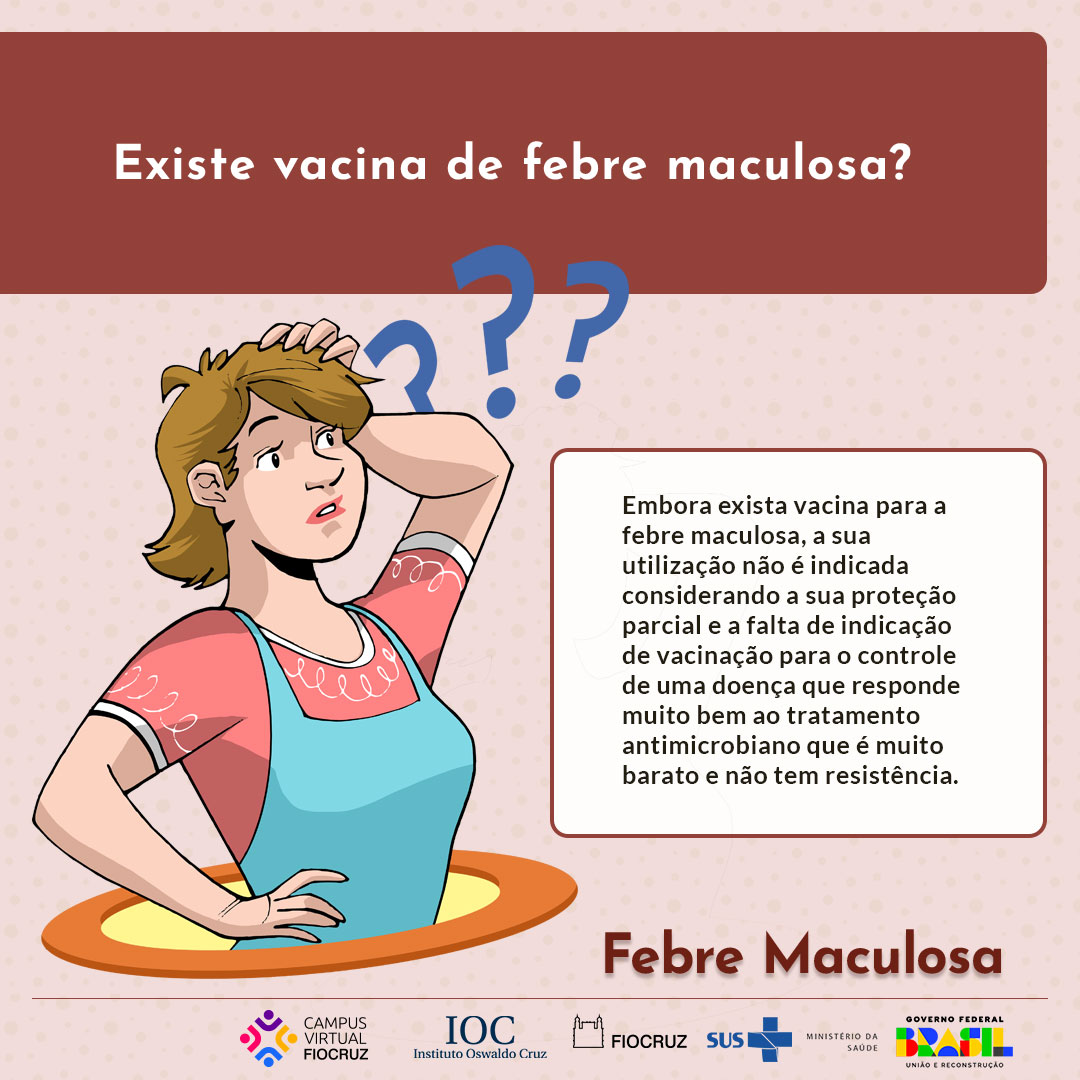 Existe vacina de febre maculosa?
???
Embora exista vacina para a
febre maculosa, a sua
utilização não é indicada
considerando a sua proteção
parcial e a falta de indicação
de vacinação para o controle
de uma doença que responde
muito bem ao tratamento
antimicrobiano que é muito
barato e não tem resistência.
Febre Maculosa
CAMPUS
VIRTUAL
FIOCRUZ
IOC
Instituto Oswaldo Cruz
FIOCRUZ
SUS
MINISTÉRIO DA
SAÚDE
GOVERNO FEDERAL
BRASIL
UNIÃO E RECONSTRUÇÃO